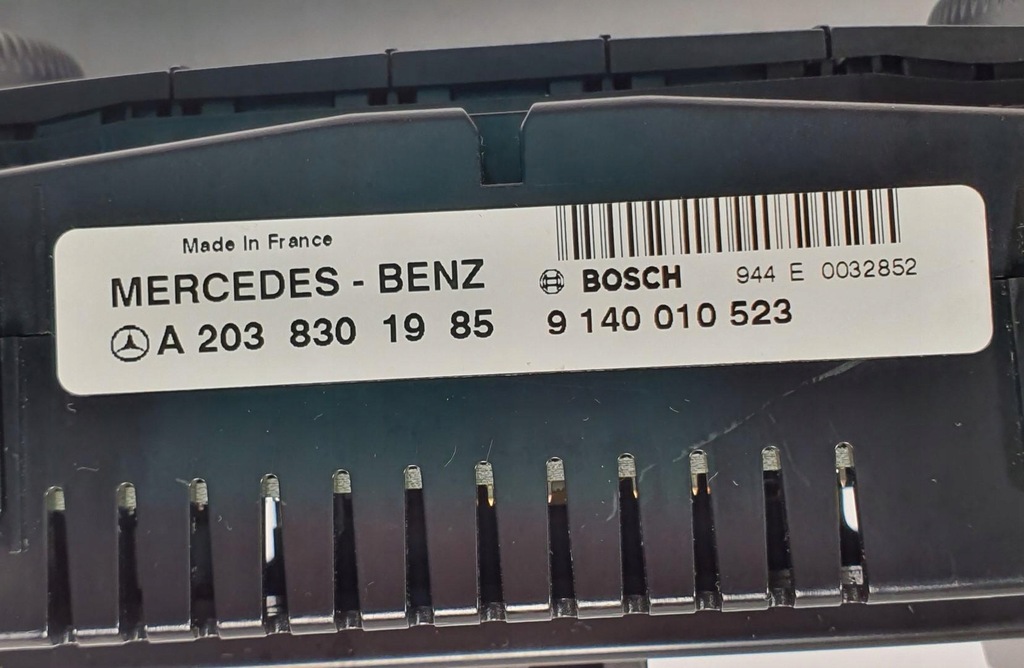 Made In France
MERCEDES - BENZ
A 203 830 19 85
BOSCH 944 E 0032852
9 140 010 523